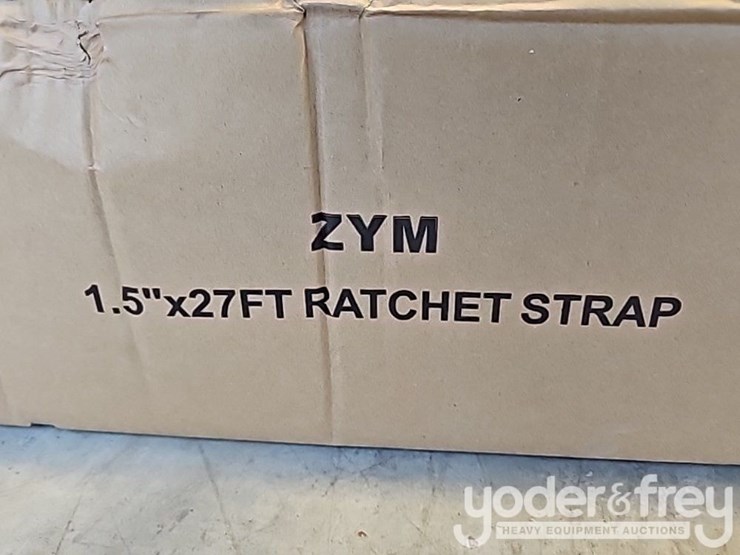 ZYM
1.5"x27FT RATCHET STRAP
yoder&frey
HEAVY EQUIPMENT AUCTIONS